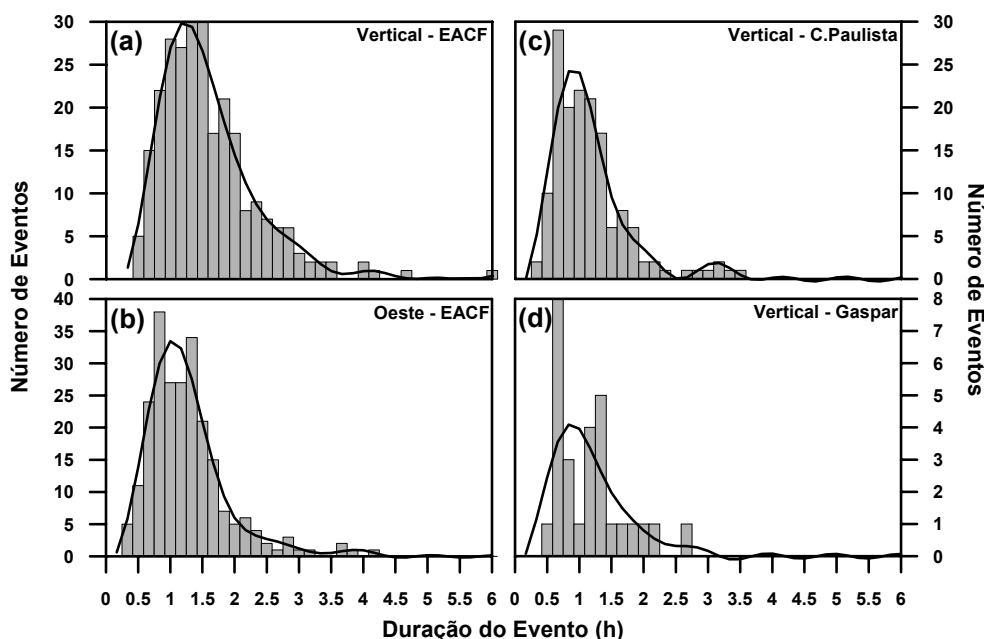 (a)
Vertical - EACF
30
25
20
15
10
5
0
(c)
Vertical - C.Paulista
30
25
20
15
10
5
0
(b)
Oeste - EACF
40
35
30
25
20
15
10
5
0
(d)
Vertical - Gaspar
8
7
6
5
4
3
2
1
0
Número de Eventos
Número de Eventos
0 0.5 1 1.5 2 2.5 3 3.5 4 4.5 5 5.5 6
0 0.5 1 1.5 2 2.5 3 3.5 4 4.5 5 5.5 6
Duração do Evento (h)